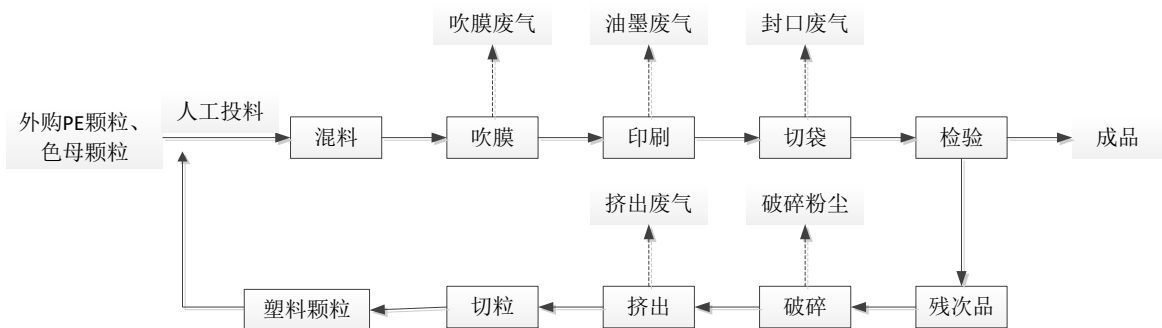 吹膜废气
油墨废气
封口废气
人工投料
外购PE颗粒、
色母颗粒
混料
吹膜
印刷
切袋
检验
成品
挤出废气
破碎粉尘
塑料颗粒
切粒
挤出
破碎
残次品